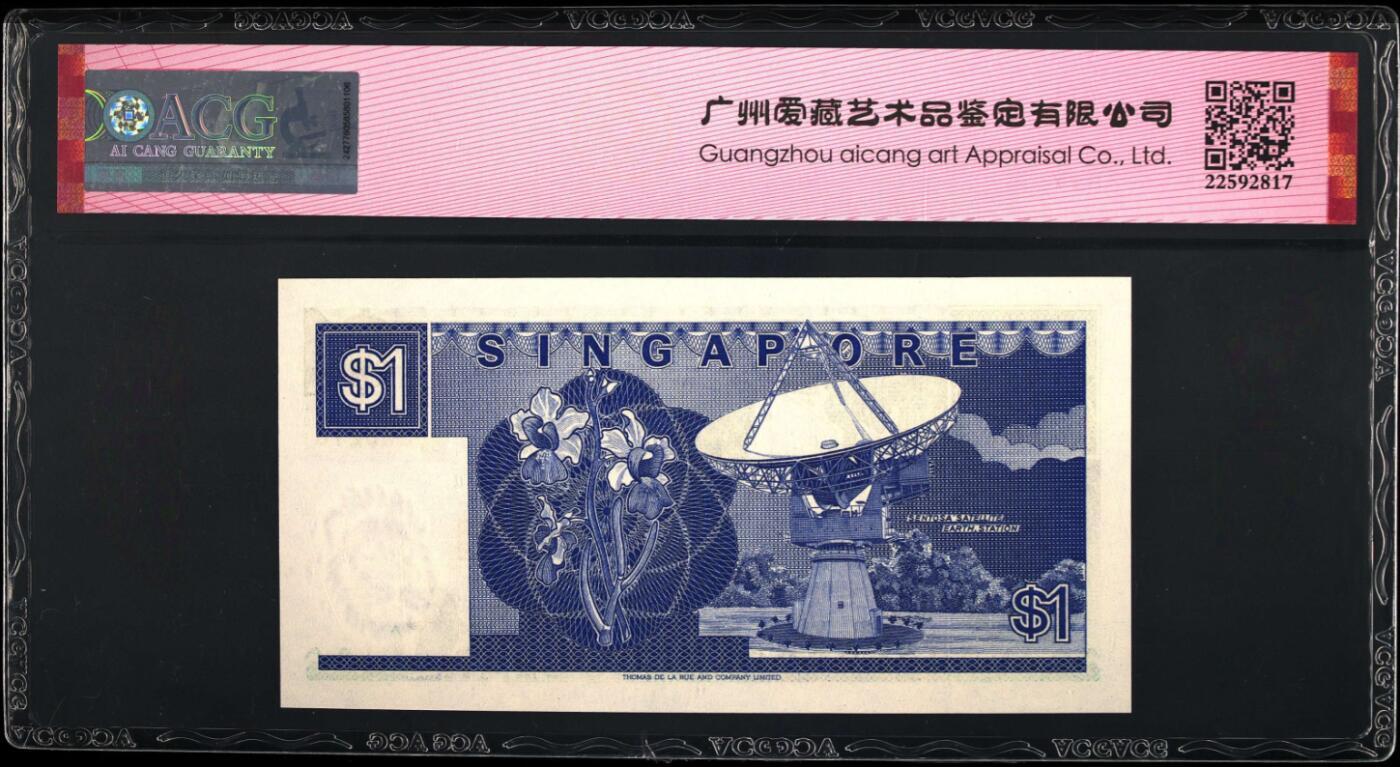 ACG
AI CANG GUARANTY
广州爱藏艺术品鉴定有限公司
Guangzhou aicang art Appraisal Co., Ltd.
22592817
$1
SINGAPORE
SENTOSA SATELLITE
EARTH STATION
$1
THOMAS DE LA RUE AND COMPANY LIMITED